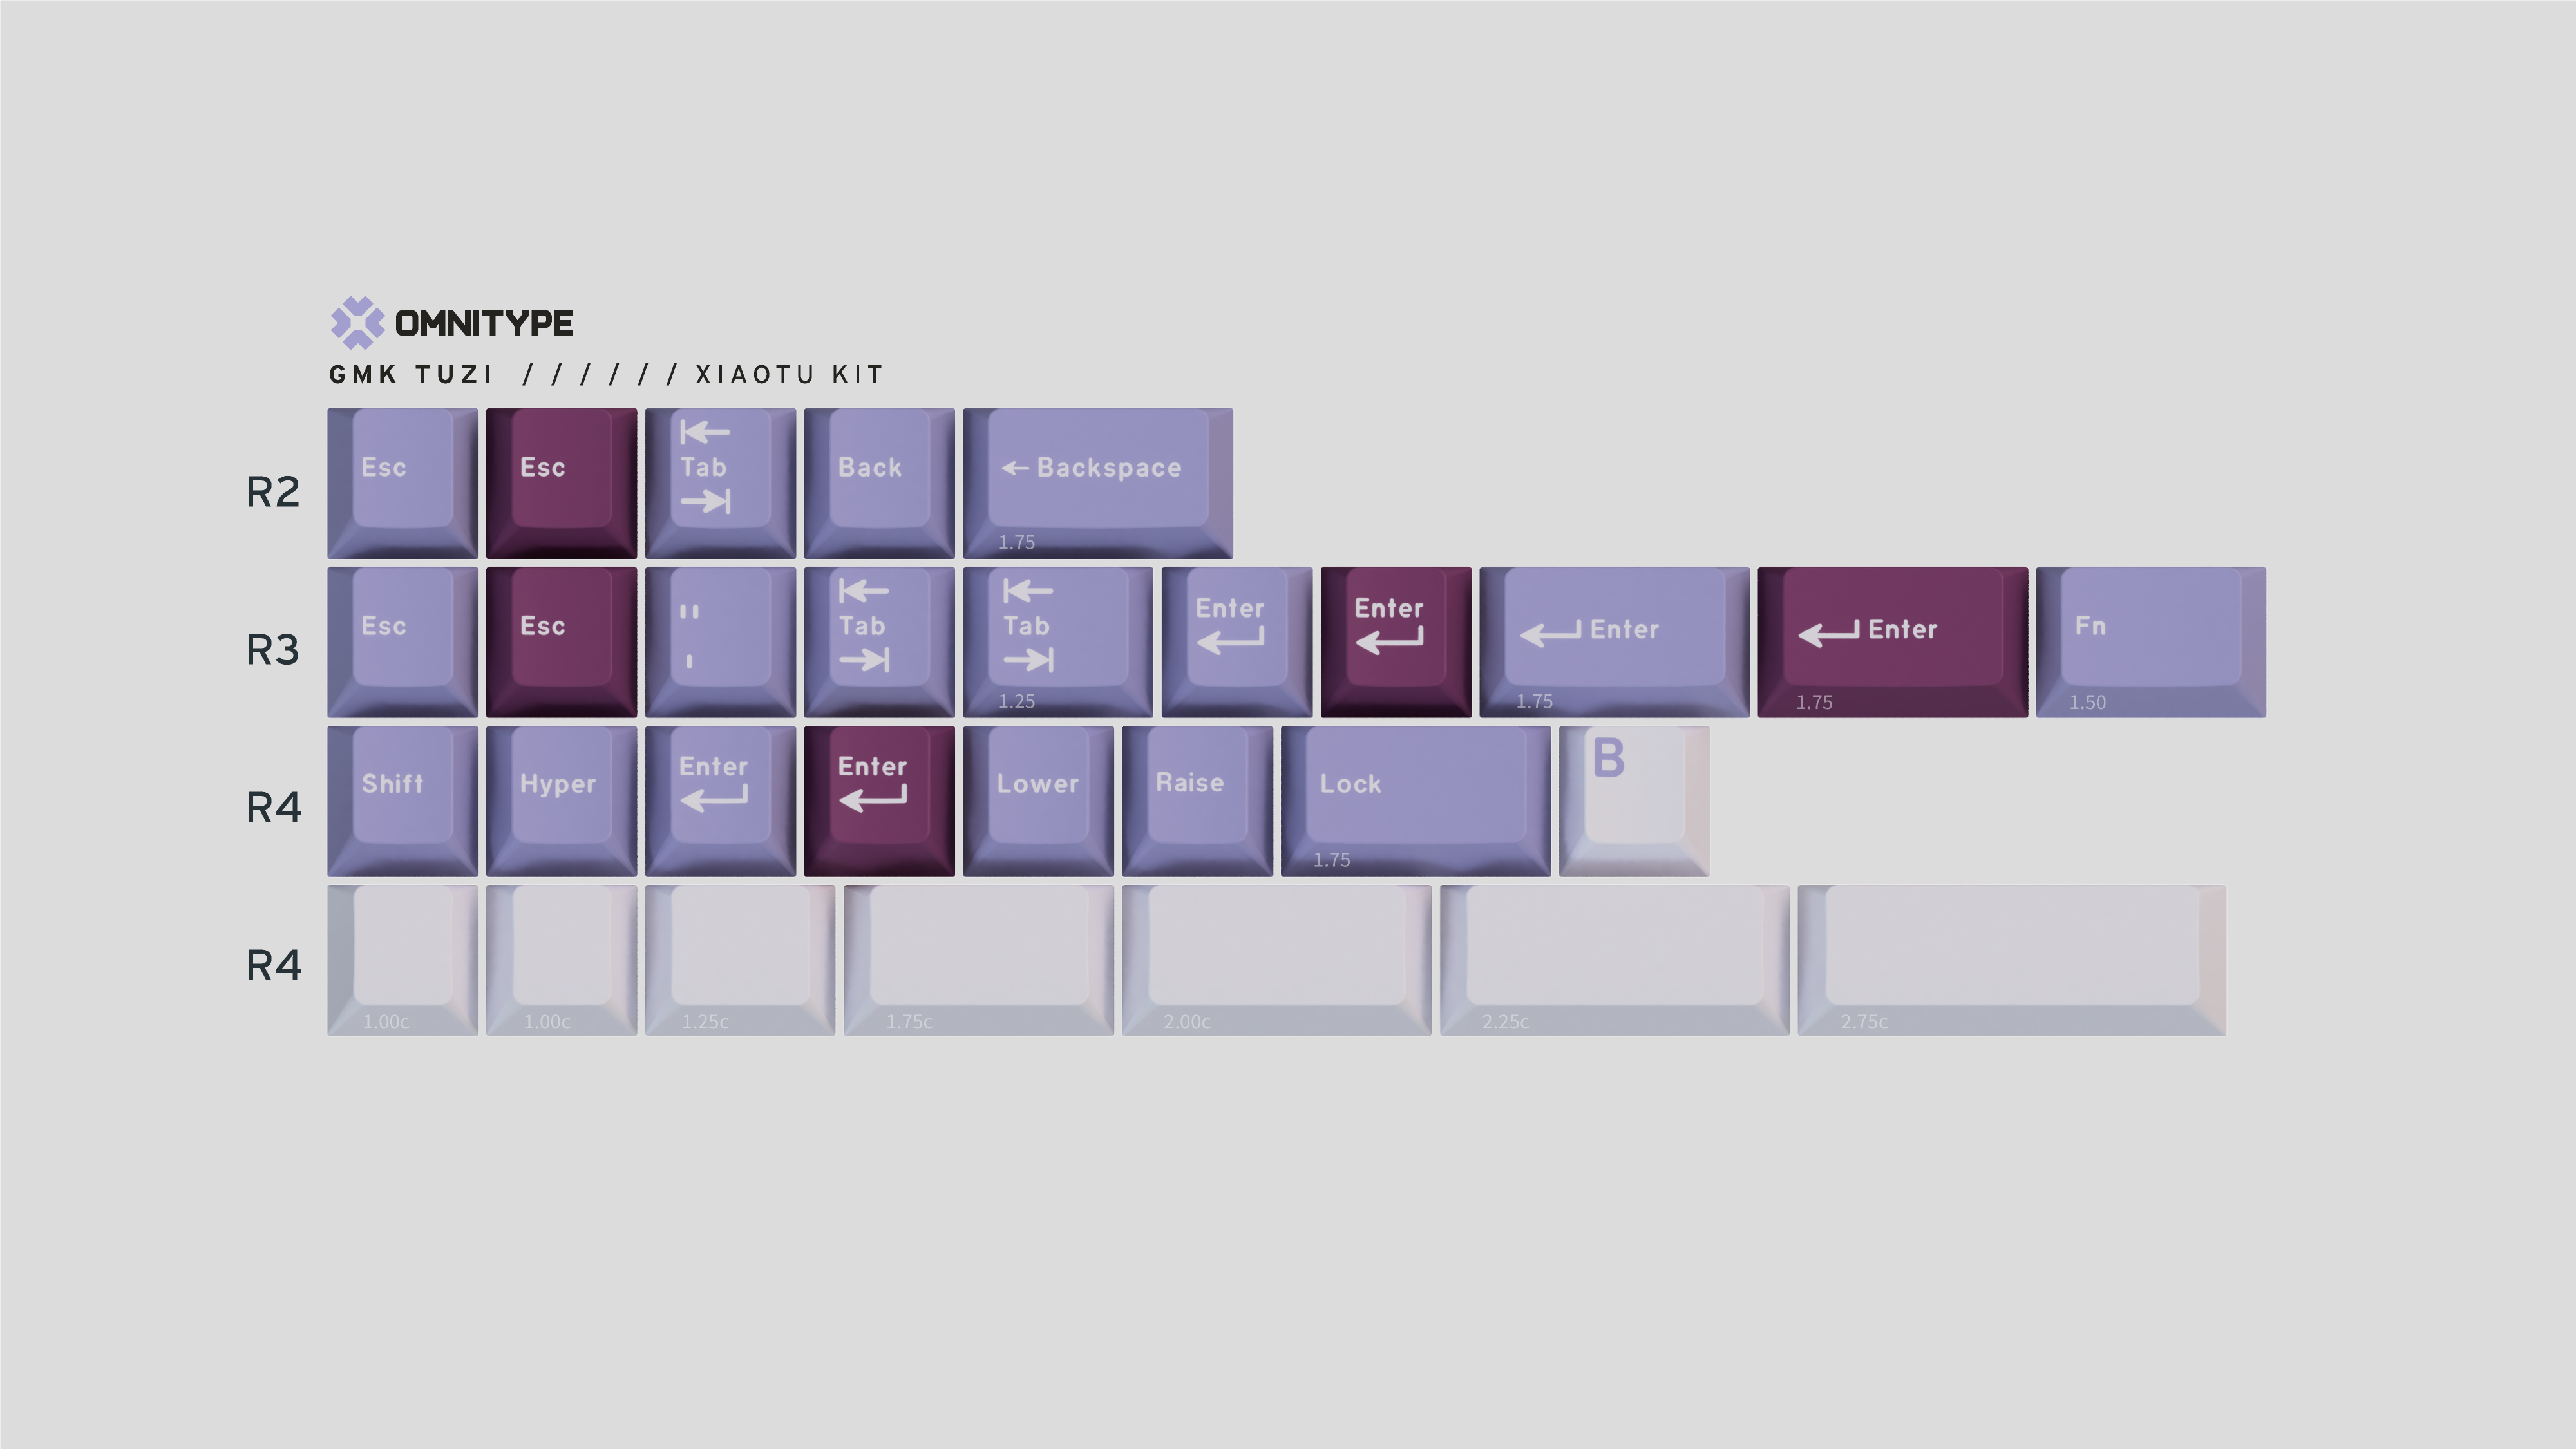 OMNITYPE
GMK TUZI / / / / / / XIAOTU KIT
R2
Esc
Esc
Tab
Back
Backspace
1.75
R3
Esc
Esc
"
'
Tab
Tab
1.25
Enter
Enter
Enter
1.75
Enter
1.75
Fn
1.50
R4
Shift
Hyper
Enter
Enter
Lower
Raise
Lock
1.75
B
R4
1.00c
1.00c
1.25c
1.75c
2.00c
2.25c
2.75c